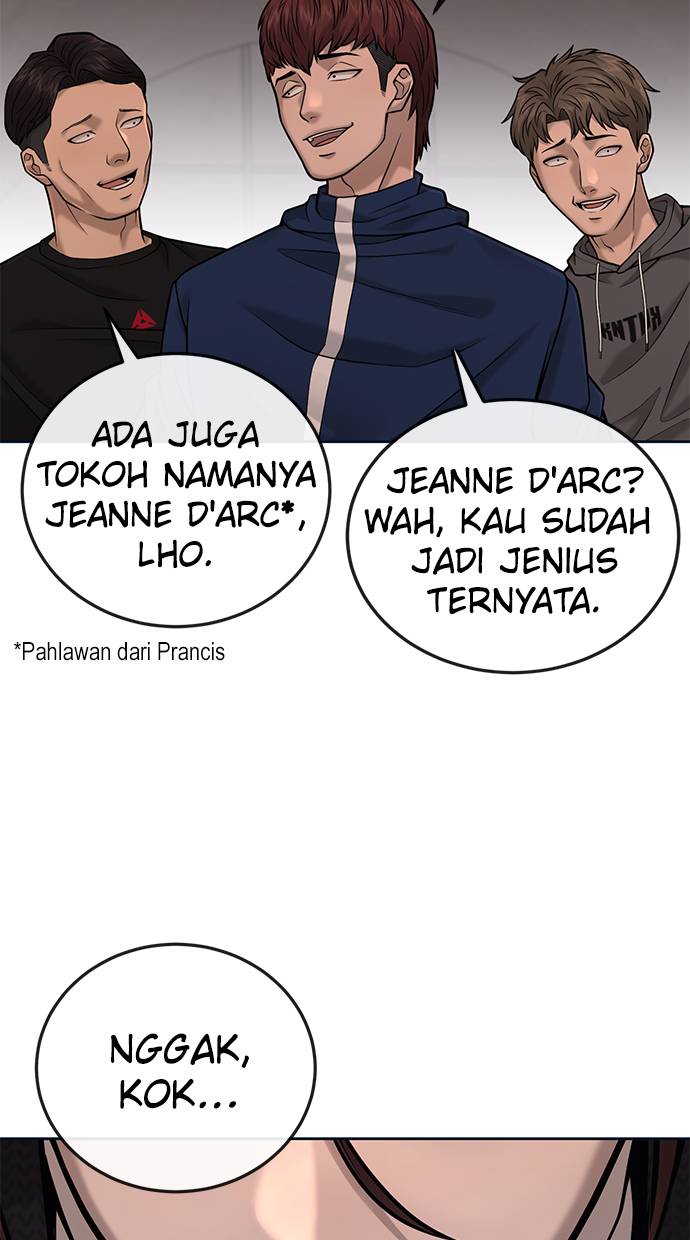 ADA JUGA
TOKOH NAMANYA
JEANNE D'ARC*,
LHO.
JEANNE D'ARC?
WAH, KAU SUDAH
JADI JENIUS
TERNYATA.
*Pahlawan dari Prancis
NGGAK,
KOK...